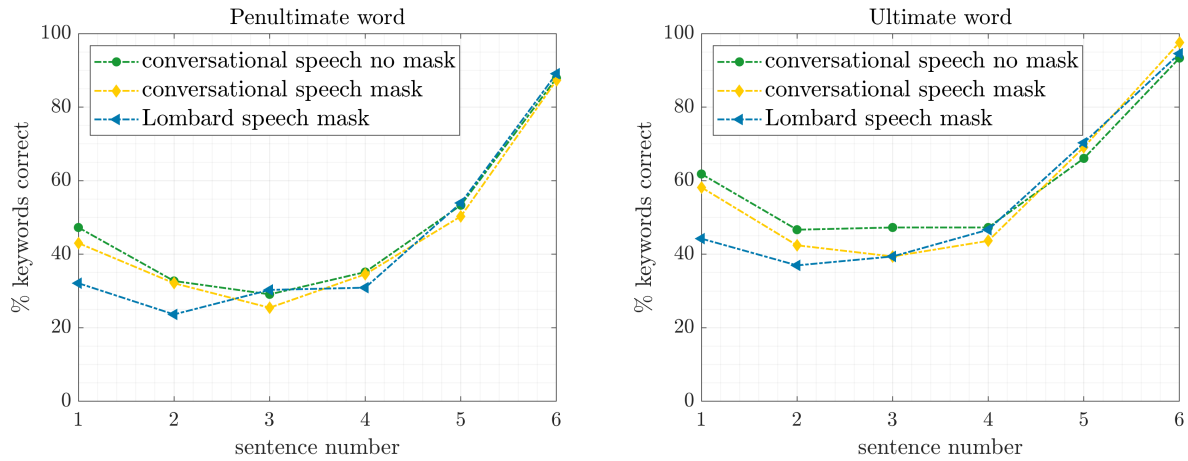 Penultimate word
100
80
60
40
20
0
% keywords correct
conversational speech no mask
conversational speech mask
Lombard speech mask
1 2 3 4 5 6
sentence number
Ultimate word
100
80
60
40
20
0
% keywords correct
conversational speech no mask
conversational speech mask
Lombard speech mask
1 2 3 4 5 6
sentence number